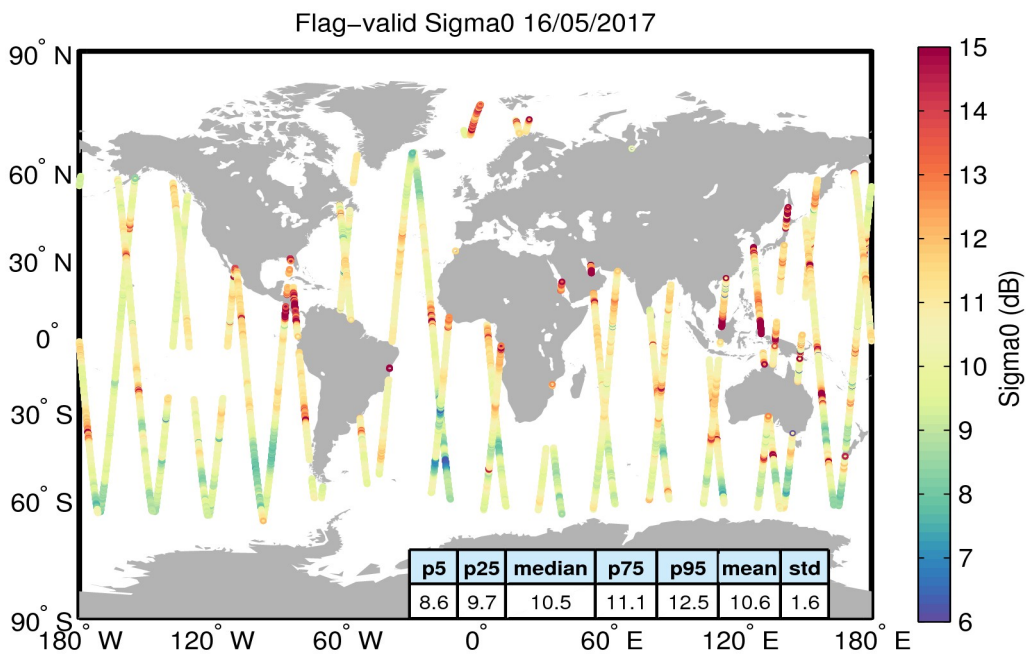 Flag-valid Sigma0 16/05/2017
90° N
60° N
30° N
0°
30° S
60° S
90° S
180° W
120° W
60° W
0°
60° E
120° E
180° E
p5 p25 median p75 p95 mean std
8.6 9.7 10.5 11.1 12.5 10.6 1.6
15
14
13
12
11
10
9
8
7
6
Sigma0 (dB)